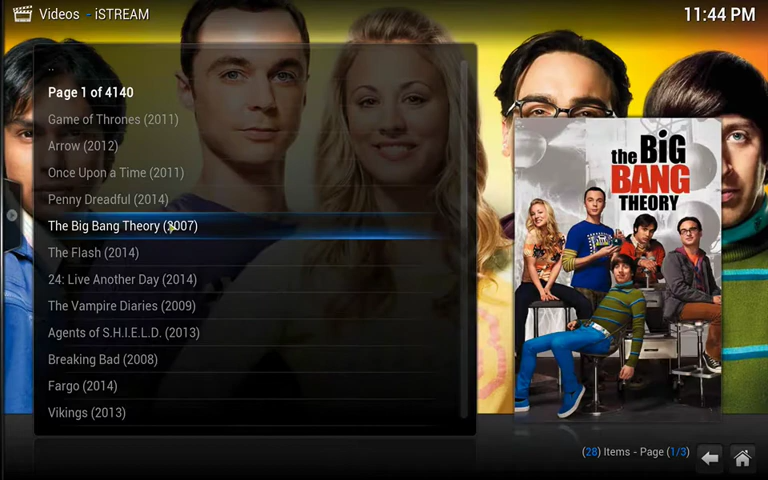 Videos - iSTREAM
11:44 PM
..
Page 1 of 4140
Game of Thrones (2011)
Arrow (2012)
Once Upon a Time (2011)
Penny Dreadful (2014)
The Big Bang Theory (2007)
The Flash (2014)
24: Live Another Day (2014)
The Vampire Diaries (2009)
Agents of S.H.I.E.L.D. (2013)
Breaking Bad (2008)
Fargo (2014)
Vikings (2013)
the BiG
BANG
THEORY
(28) Items - Page (1/3)